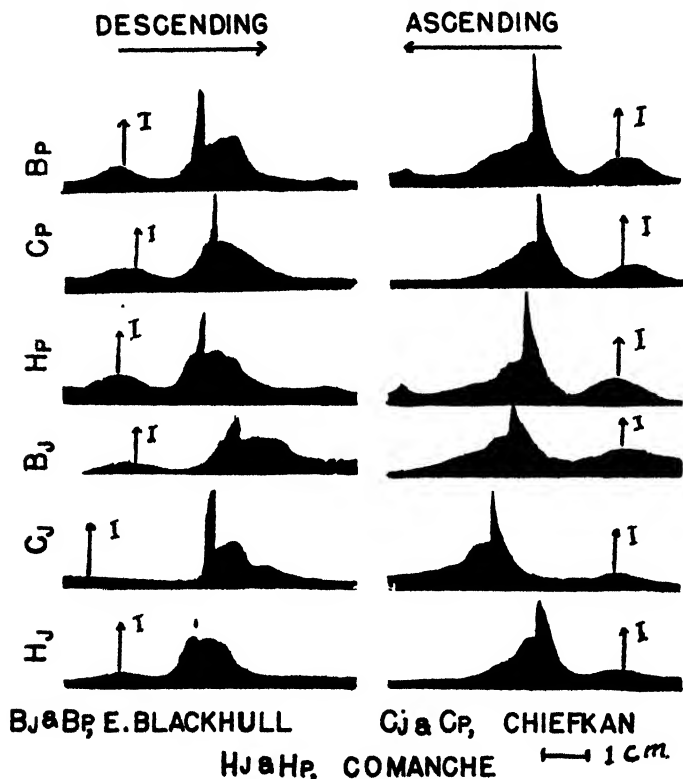 DESCENDING ASCENDING
BP I I
CP I I
HP I I
BJ I I
CJ I I
HJ I I
BJ & BP, E. BLACKHULL Cj & CP, CHIEFKAN
HJ & HP, COMANCHE 1 cm.